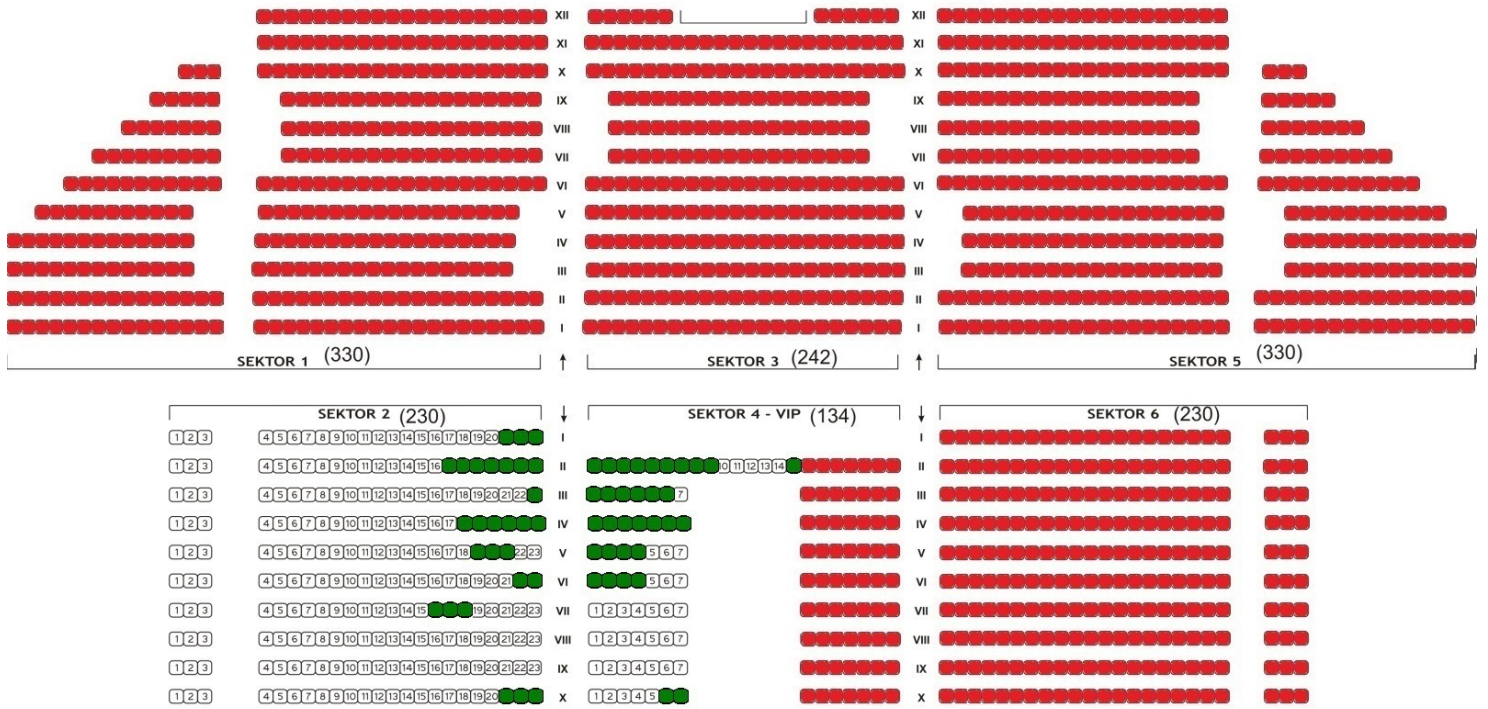 XII XII
XI XI
X X
IX IX
VIII VIII
VII VII
VI VI
V V
IV IV
III III
II II
I I
SEKTOR 1 (330) ↑ SEKTOR 3 (242) ↑ SEKTOR 5 (330)
SEKTOR 2 (230) ↓ SEKTOR 4 - VIP (134) ↓ SEKTOR 6 (230)
1 2 3 4 5 6 7 8 9 10 11 12 13 14 15 16 17 18 19 20 I I
1 2 3 4 5 6 7 8 9 10 11 12 13 14 15 16 II 10 11 12 13 14 II
1 2 3 4 5 6 7 8 9 10 11 12 13 14 15 16 17 18 19 20 21 22 III 7 III
1 2 3 4 5 6 7 8 9 10 11 12 13 14 15 16 17 IV IV
1 2 3 4 5 6 7 8 9 10 11 12 13 14 15 16 17 18 22 23 V 5 6 7 V
1 2 3 4 5 6 7 8 9 10 11 12 13 14 15 16 17 18 19 20 21 VI 5 6 7 VI
1 2 3 4 5 6 7 8 9 10 11 12 13 14 15 19 20 21 22 23 VII 1 2 3 4 5 6 7 VII
1 2 3 4 5 6 7 8 9 10 11 12 13 14 15 16 17 18 19 20 21 22 23 VIII 1 2 3 4 5 6 7 VIII
1 2 3 4 5 6 7 8 9 10 11 12 13 14 15 16 17 18 19 20 21 22 23 IX 1 2 3 4 5 6 7 IX
1 2 3 4 5 6 7 8 9 10 11 12 13 14 15 16 17 18 19 20 X 1 2 3 4 5 X